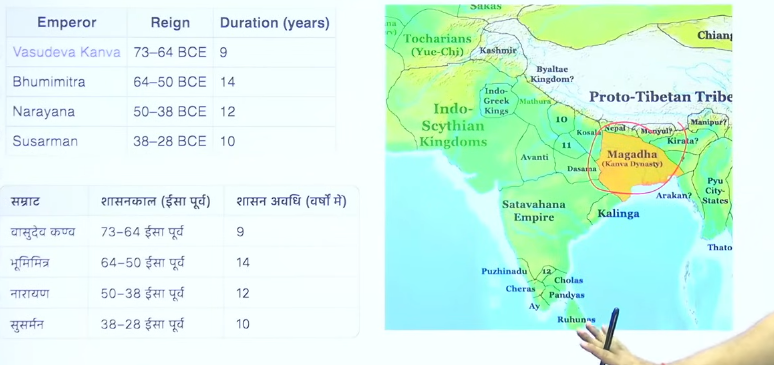 Emperor Reign Duration (years)
Vasudeva Kanva 73–64 BCE 9
Bhumimitra 64–50 BCE 14
Narayana 50–38 BCE 12
Susarman 38–28 BCE 10
सम्राट शासनकाल (ईसा पूर्व) शासन अवधि (वर्षों में)
वासुदेव कण्व 73–64 ईसा पूर्व 9
भूमिमित्र 64–50 ईसा पूर्व 14
नारायण 50–38 ईसा पूर्व 12
सुसर्मन 38–28 ईसा पूर्व 10
Sakas
Tocharians
(Yue-Chi)
Kashmir
Chiang
Byaltae
Kingdom?
Indo-
Greek
Kings
Mathura
Proto-Tibetan Tribe
Indo-
Scythian
Kingdoms
10
Kosala
Nepal
Monyul?
Manipur?
Kirata?
11
Avanti
Magadha
(Kanva Dynasty)
Dasarna
Pyu
City-
States
Arakan?
Satavahana
Empire
Kalinga
Thato
Puzhinadu
12
Cholas
Cheras
Pandyas
Ay
Ruhunas